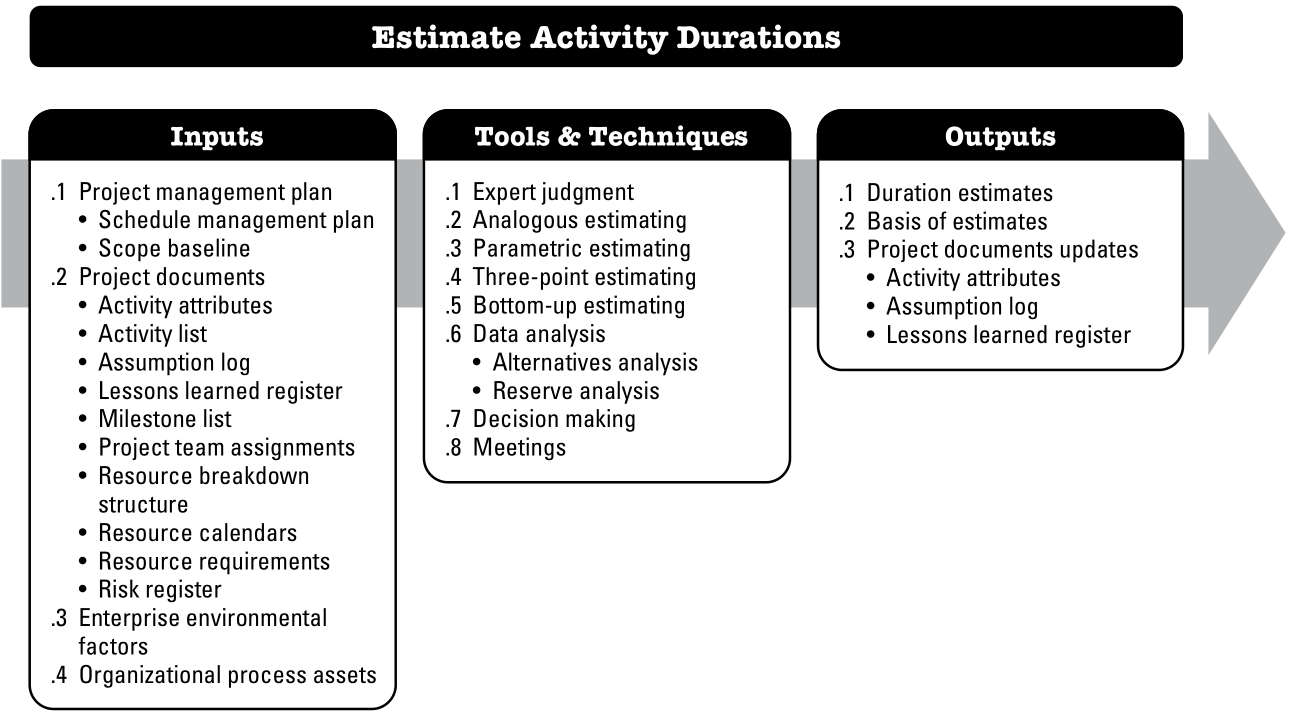 Estimate Activity Durations
Inputs
.1 Project management plan
• Schedule management plan
• Scope baseline
.2 Project documents
• Activity attributes
• Activity list
• Assumption log
• Lessons learned register
• Milestone list
• Project team assignments
• Resource breakdown
structure
• Resource calendars
• Resource requirements
• Risk register
.3 Enterprise environmental
factors
.4 Organizational process assets
Tools & Techniques
.1 Expert judgment
.2 Analogous estimating
.3 Parametric estimating
.4 Three-point estimating
.5 Bottom-up estimating
.6 Data analysis
• Alternatives analysis
• Reserve analysis
.7 Decision making
.8 Meetings
Outputs
.1 Duration estimates
.2 Basis of estimates
.3 Project documents updates
• Activity attributes
• Assumption log
• Lessons learned register